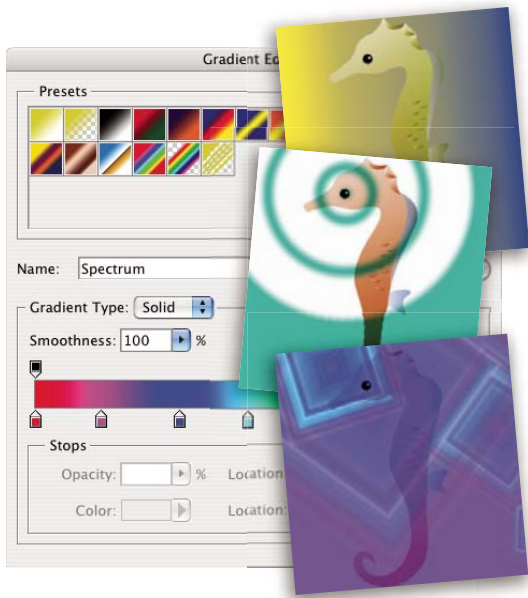 Gradient Ed
Presets
Name: Spectrum
Gradient Type: Solid
Smoothness: 100 %
Stops
Opacity: % Location:
Color: Location: